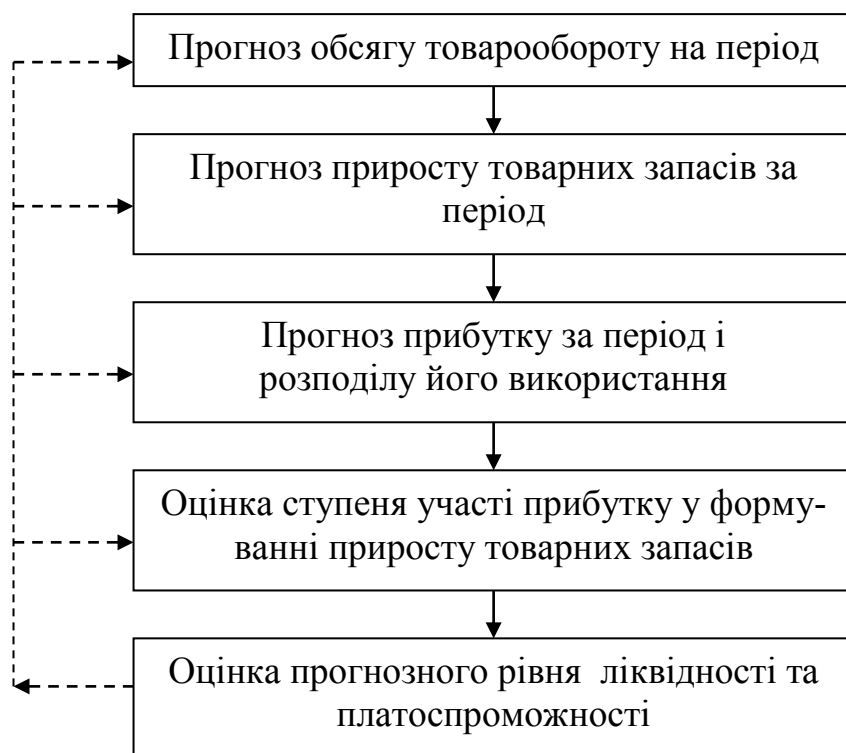 Прогноз обсягу товарообороту на період
Прогноз приросту товарних запасів за
період
Прогноз прибутку за період і
розподілу його використання
Оцінка ступеня участі прибутку у форму-
ванні приросту товарних запасів
Оцінка прогнозного рівня ліквідності та
платоспроможності